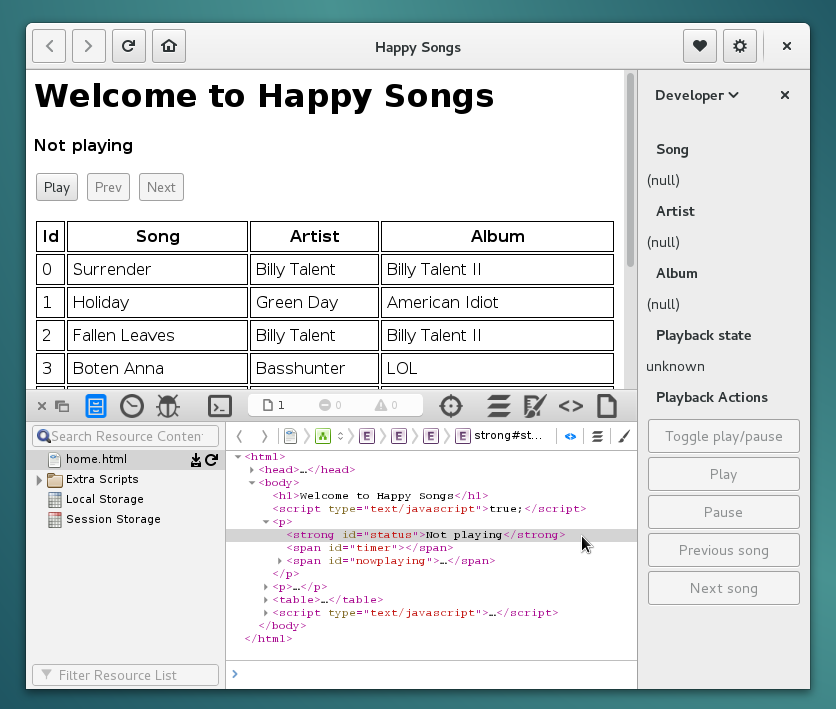 Happy Songs
Welcome to Happy Songs
Not playing
Play Prev Next
Id Song Artist Album
0 Surrender Billy Talent Billy Talent II
1 Holiday Green Day American Idiot
2 Fallen Leaves Billy Talent Billy Talent II
3 Boten Anna Basshunter LOL
Developer
Song
(null)
Artist
(null)
Album
(null)
Playback state
unknown
Playback Actions
Toggle play/pause
Play
Pause
Previous song
Next song
1 0 0
Search Resource Conten
E E E E strong#st...
home.html
Extra Scripts
Local Storage
Session Storage
Filter Resource List
<html>
<head>…</head>
<body>
<h1>Welcome to Happy Songs</h1>
<script type="text/javascript">true;</script>
<p>
<strong id="status">Not playing</strong>
<span id="timer"></span>
<span id="nowplaying">…</span>
</p>
<p>…</p>
<table>…</table>
<script type="text/javascript">…</script>
</body>
</html>